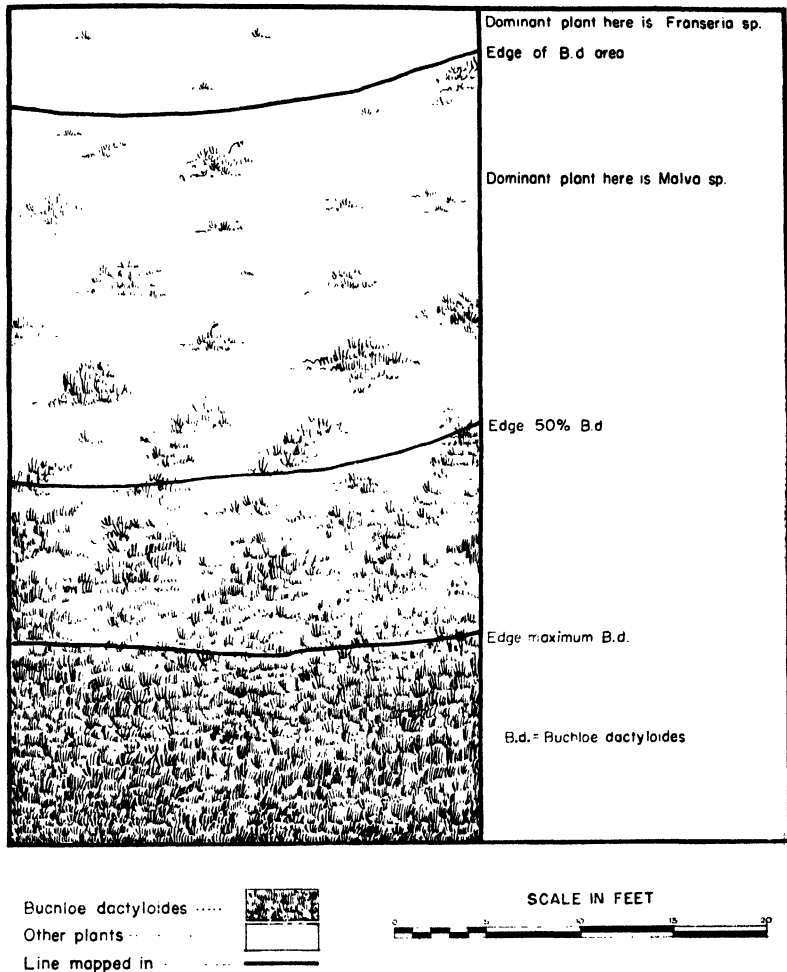 Dominant plant here is Franseria sp.
Edge of B.d area
Dominant plant here is Malva sp.
Edge 50% B.d
Edge maximum B.d.
B.d.= Buchloe dactyloides
Bucnloe dactyloides .....
Other plants
Line mapped in
SCALE IN FEET
0 5 10 15 20